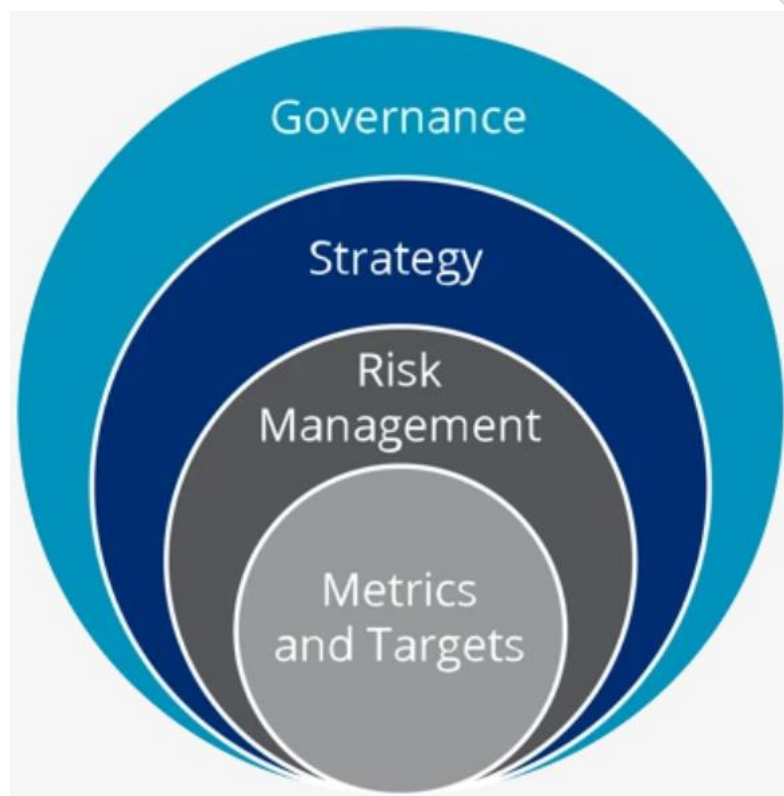 Governance
Strategy
Risk
Management
Metrics
and Targets